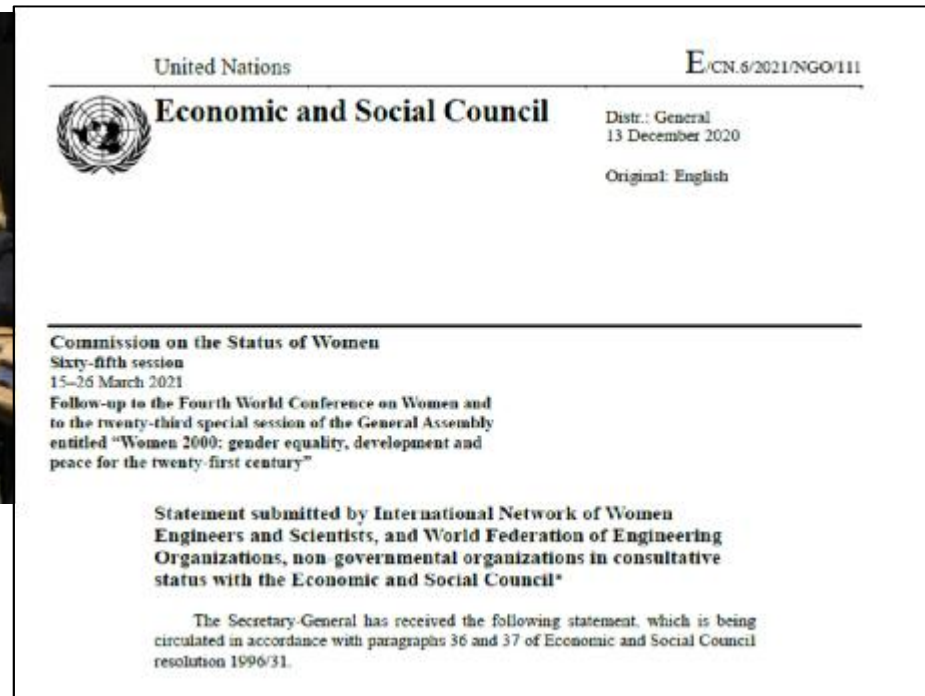 United Nations
E/CN.6/2021/NGO/111
Economic and Social Council
Distr.: General
13 December 2020
Original: English
Commission on the Status of Women
Sixty-fifth session
15–26 March 2021
Follow-up to the Fourth World Conference on Women and
to the twenty-third special session of the General Assembly
entitled “Women 2000: gender equality, development and
peace for the twenty-first century”
Statement submitted by International Network of Women
Engineers and Scientists, and World Federation of Engineering
Organizations, non-governmental organizations in consultative
status with the Economic and Social Council*
The Secretary-General has received the following statement, which is being
circulated in accordance with paragraphs 36 and 37 of Economic and Social Council
resolution 1996/31.